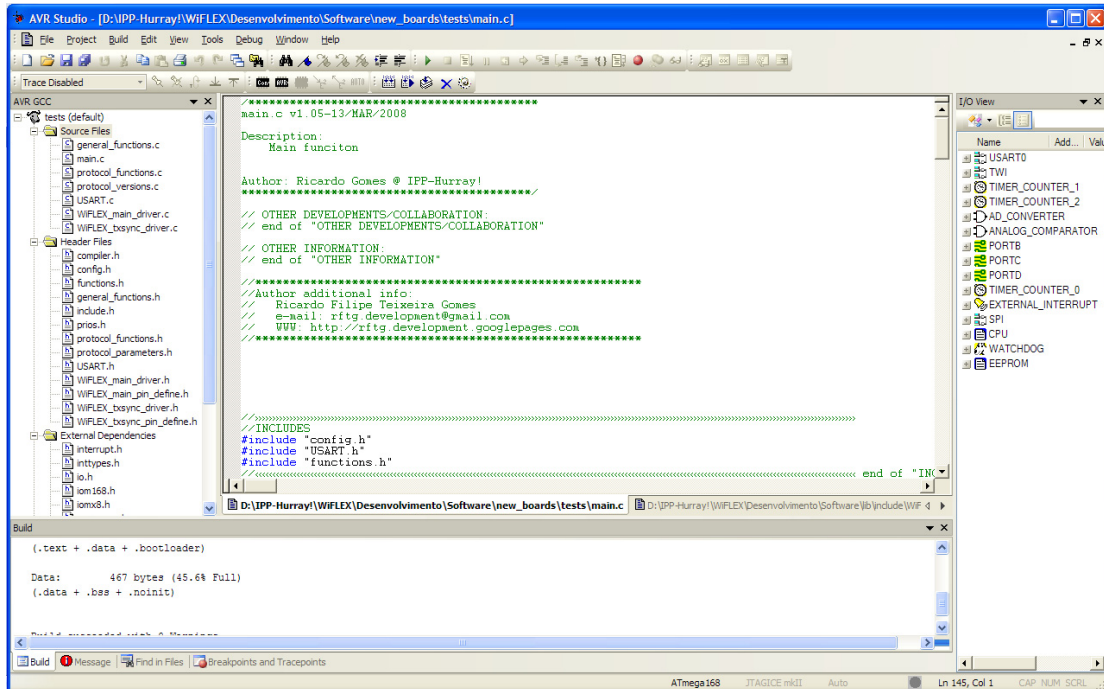 AVR Studio - [D:\IPP-Hurray!\WiFLEX\Desenvolvimento\Software\new_boards\tests\main.c]
File Project Build Edit View Tools Debug Window Help
Trace Disabled
AVR GCC
tests (default)
Source Files
general_functions.c
main.c
protocol_functions.c
protocol_versions.c
USART.c
WiFLEX_main_driver.c
WiFLEX_txsync_driver.c
Header Files
compiler.h
config.h
functions.h
general_functions.h
include.h
prios.h
protocol_functions.h
protocol_parameters.h
USART.h
WiFLEX_main_driver.h
WiFLEX_main_pin_define.h
WiFLEX_txsync_driver.h
WiFLEX_txsync_pin_define.h
External Dependencies
interrupt.h
inttypes.h
io.h
iom168.h
iomx8.h
main.c v1.05-13/MAR/2008
Description:
Main funciton
Author: Ricardo Gomes @ IPP-Hurray!
// OTHER DEVELOPMENTS/COLLABORATION:
// end of "OTHER DEVELOPMENTS/COLLABORATION"
// OTHER INFORMATION:
// end of "OTHER INFORMATION"
//Author additional info:
// Ricardo Filipe Teixeira Gomes
// e-mail: rftg.development@gmail.com
// WWW: http://rftg.development.googlepages.com
//INCLUDES
#include "config.h"
#include "USART.h"
#include "functions.h"
end of "INC
D:\IPP-Hurray!\WiFLEX\Desenvolvimento\Software\new_boards\tests\main.c D:\IPP-Hurray!\WiFLEX\Desenvolvimento\Software\lib\include\WiF
I/O View
Name Add... Valu
USART0
TWI
TIMER_COUNTER_1
TIMER_COUNTER_2
AD_CONVERTER
ANALOG_COMPARATOR
PORTB
PORTC
PORTD
TIMER_COUNTER_0
EXTERNAL_INTERRUPT
SPI
CPU
WATCHDOG
EEPROM
Build
(.text + .data + .bootloader)
Data: 467 bytes (45.6% Full)
(.data + .bss + .noinit)
Build succeeded with 0 Warnings
Build Message Find in Files Breakpoints and Tracepoints
ATmega168 JTAGICE mkII Auto Ln 145, Col 1 CAP NUM SCRL